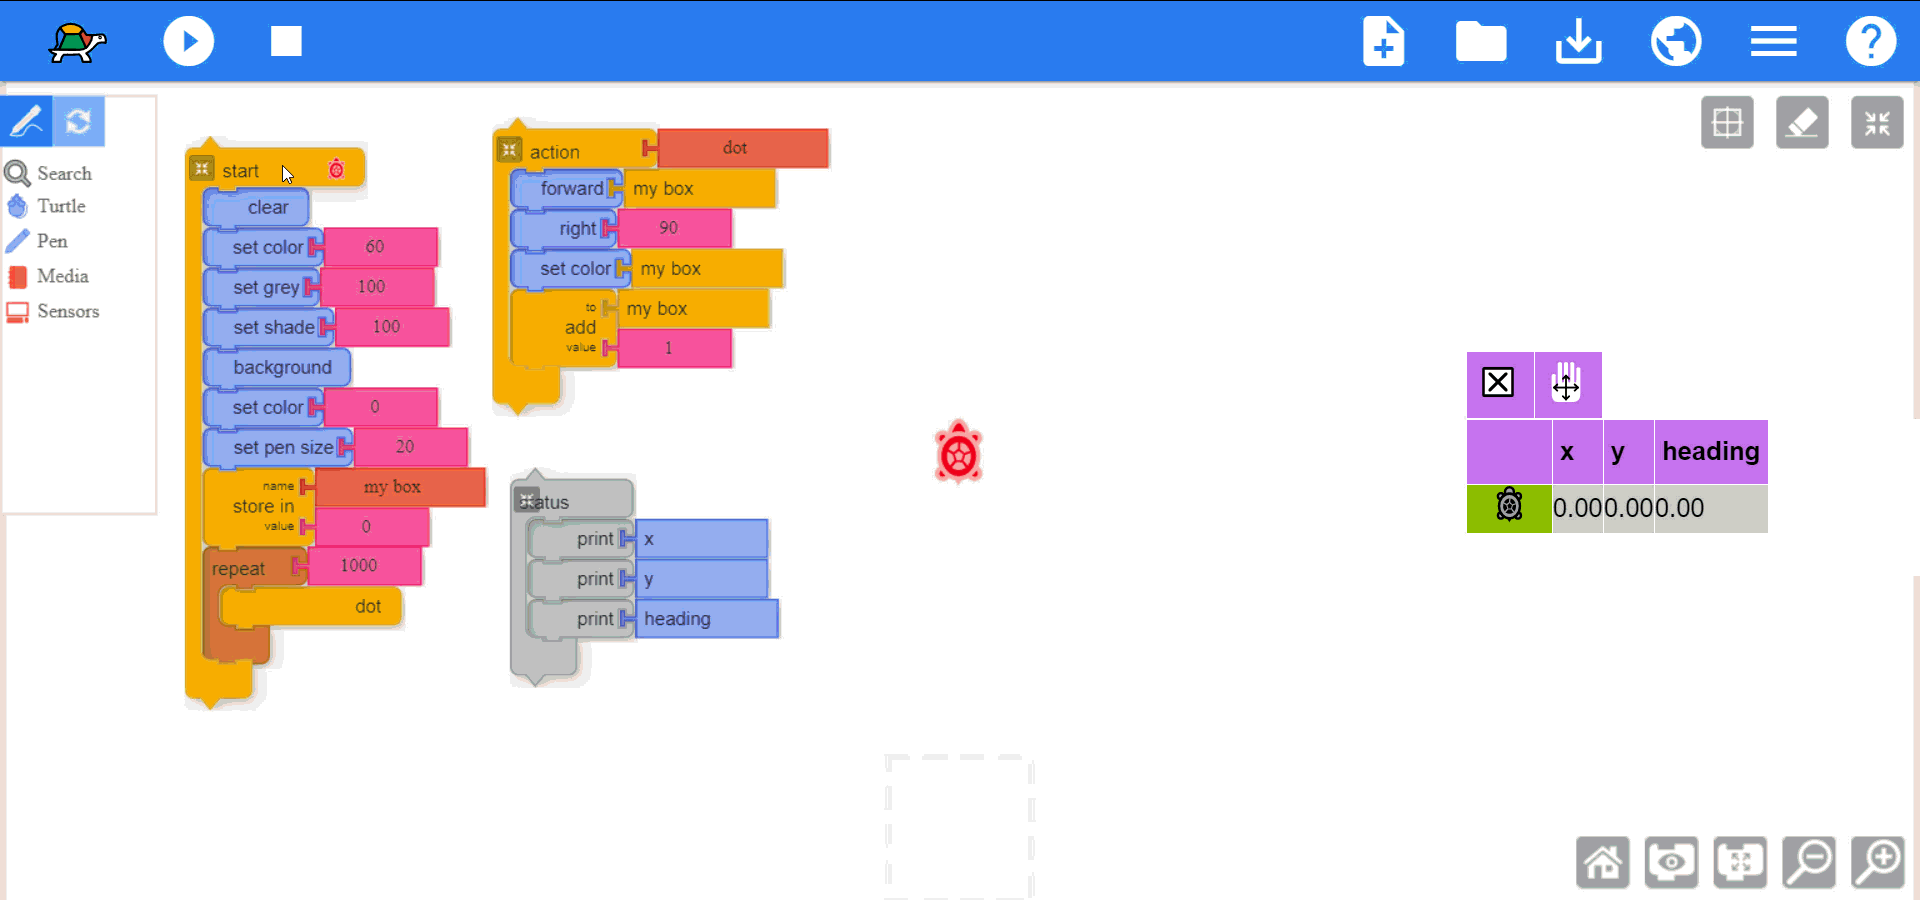 Search
Turtle
Pen
Media
Sensors
start
clear
set color 60
set grey 100
set shade 100
background
set color 0
set pen size 20
name my box
store in
value 0
repeat 1000
dot
action dot
forward my box
right 90
set color my box
to my box
add
value 1
status
print x
print y
print heading
x y heading
0.00 0.00 0.00